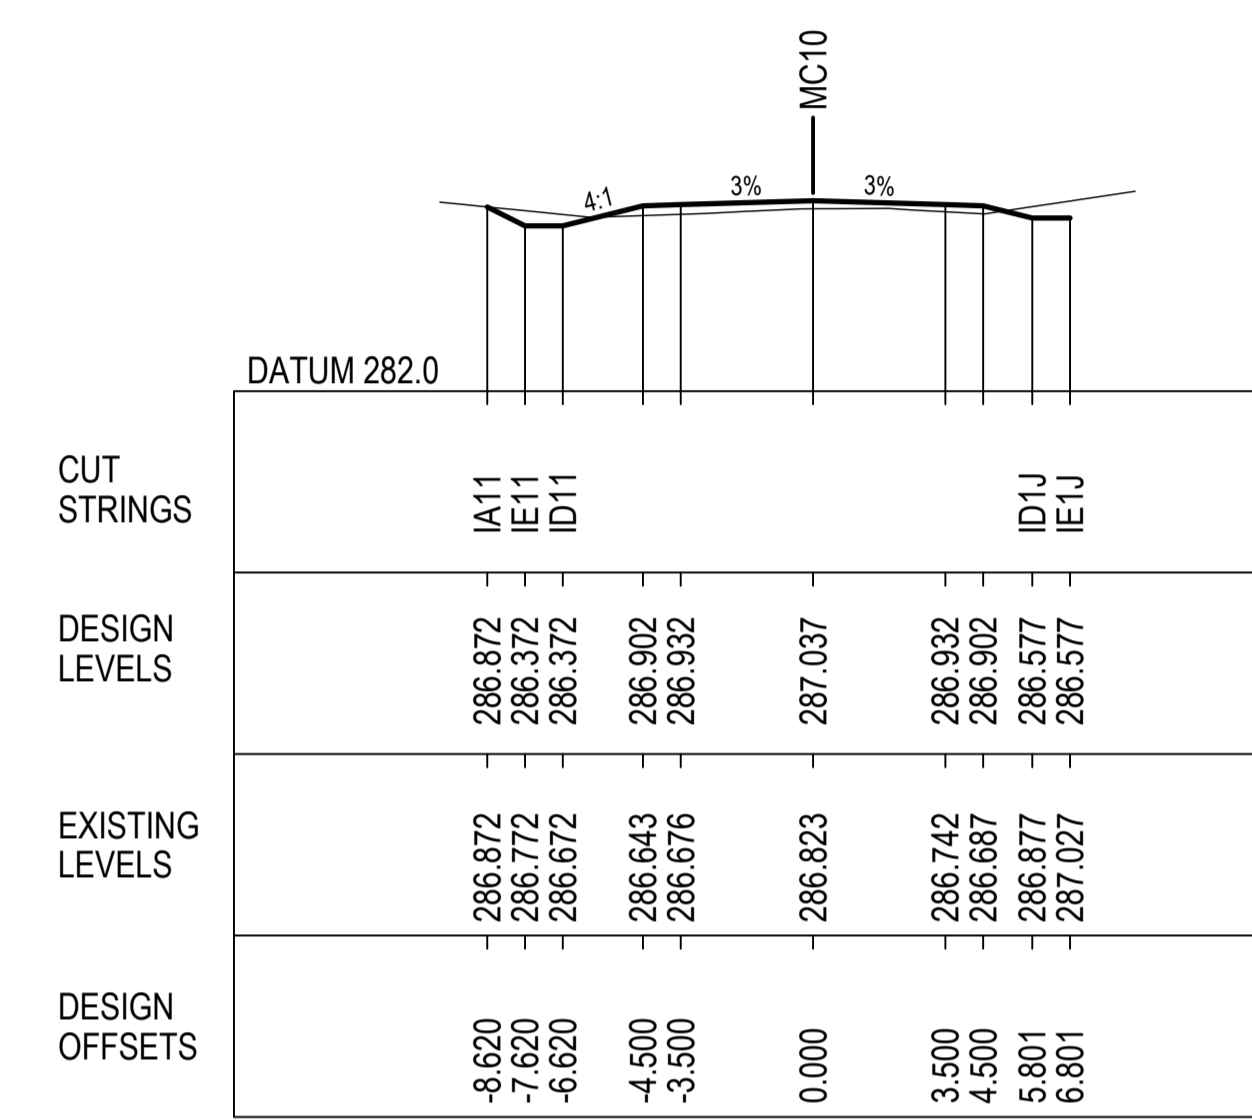 MC10
4:1
3%
3%
DATUM 282.0
CUT
STRINGS
IA11
IE11
ID11
ID1J
IE1J
DESIGN
LEVELS
286.872
286.372
286.372
286.902
286.932
287.037
286.932
286.902
286.577
286.577
EXISTING
LEVELS
286.872
286.772
286.672
286.643
286.676
286.823
286.742
286.687
286.877
287.027
DESIGN
OFFSETS
-8.620
-7.620
-6.620
-4.500
-3.500
0.000
3.500
4.500
5.801
6.801